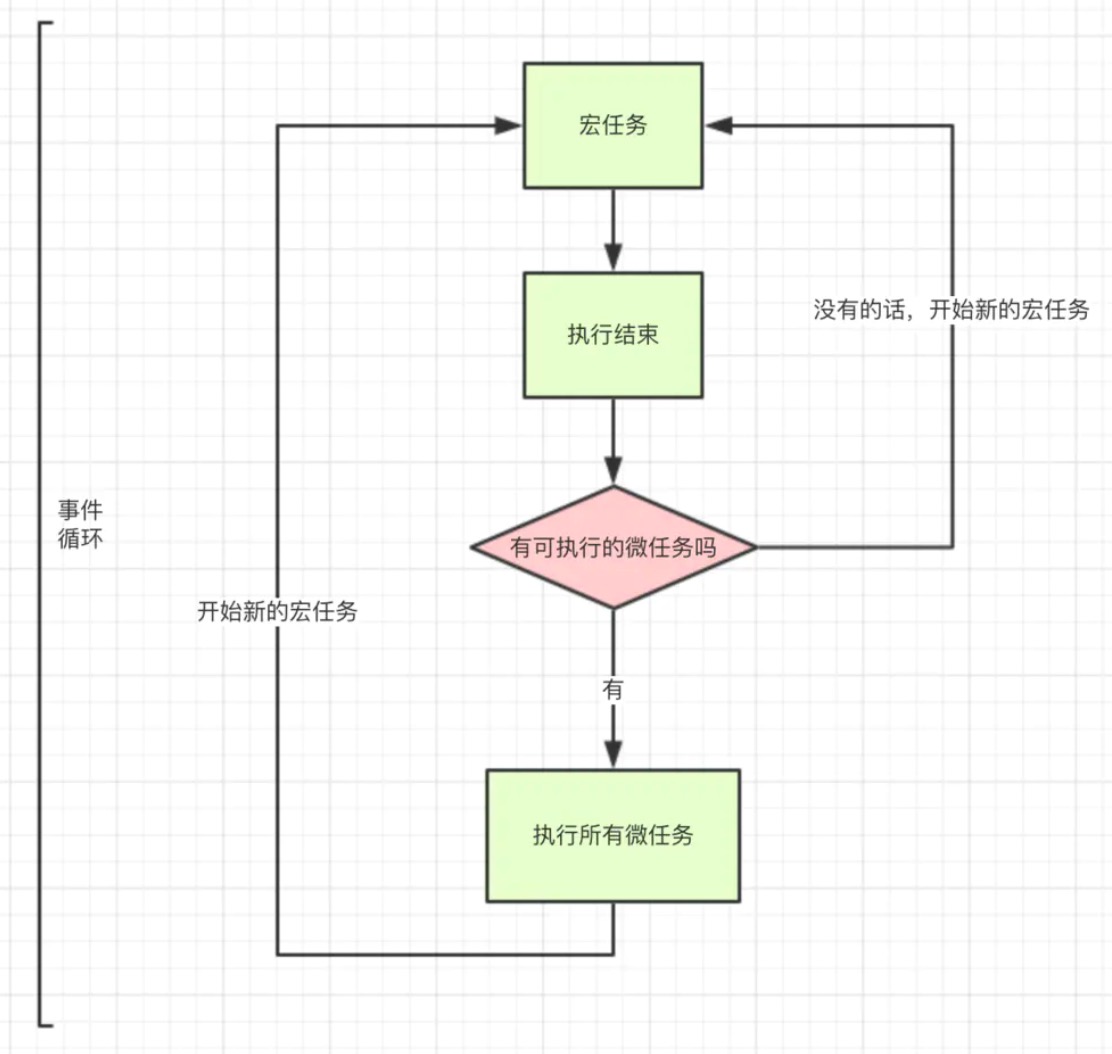 宏任务
没有的话，开始新的宏任务
执行结束
事件
循环
有可执行的微任务吗
开始新的宏任务
有
执行所有微任务